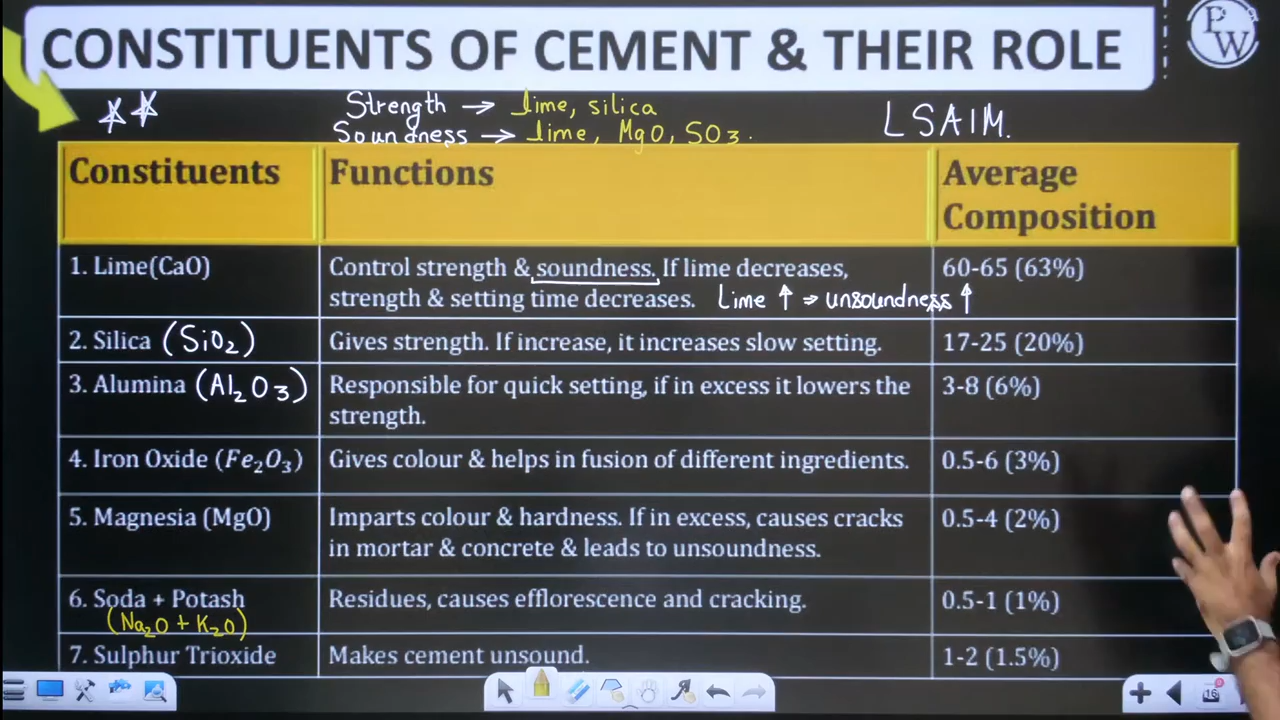 CONSTITUENTS OF CEMENT & THEIR ROLE
PW
Strength → lime, silica
LSAIM.
Soundness → lime, MgO, SO3.
Constituents
Functions
Average Composition
1. Lime(CaO)
Control strength & soundness. If lime decreases,
strength & setting time decreases. Lime ↑ ⇒ unsoundness ↑
60-65 (63%)
2. Silica (SiO2)
Gives strength. If increase, it increases slow setting.
17-25 (20%)
3. Alumina (Al2O3)
Responsible for quick setting, if in excess it lowers the
strength.
3-8 (6%)
4. Iron Oxide (Fe2O3)
Gives colour & helps in fusion of different ingredients.
0.5-6 (3%)
5. Magnesia (MgO)
Imparts colour & hardness. If in excess, causes cracks
in mortar & concrete & leads to unsoundness.
0.5-4 (2%)
6. Soda + Potash
(Na2O + K2O)
Residues, causes efflorescence and cracking.
0.5-1 (1%)
7. Sulphur Trioxide
Makes cement unsound.
1-2 (1.5%)
16